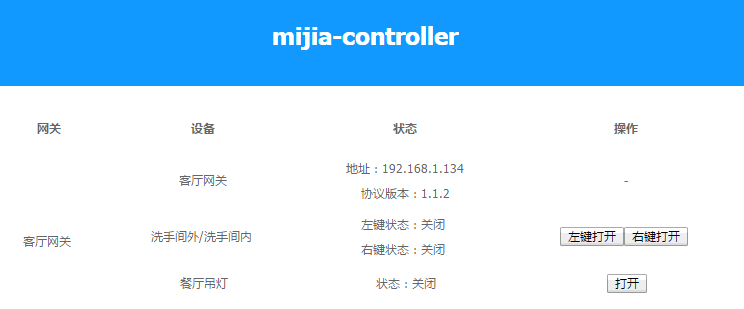 mijia-controller
网关 设备 状态 操作
客厅网关 地址：192.168.1.134 -
协议版本：1.1.2
客厅网关 洗手间外/洗手间内 左键状态：关闭 左键打开 右键打开
右键状态：关闭
餐厅吊灯 状态：关闭 打开